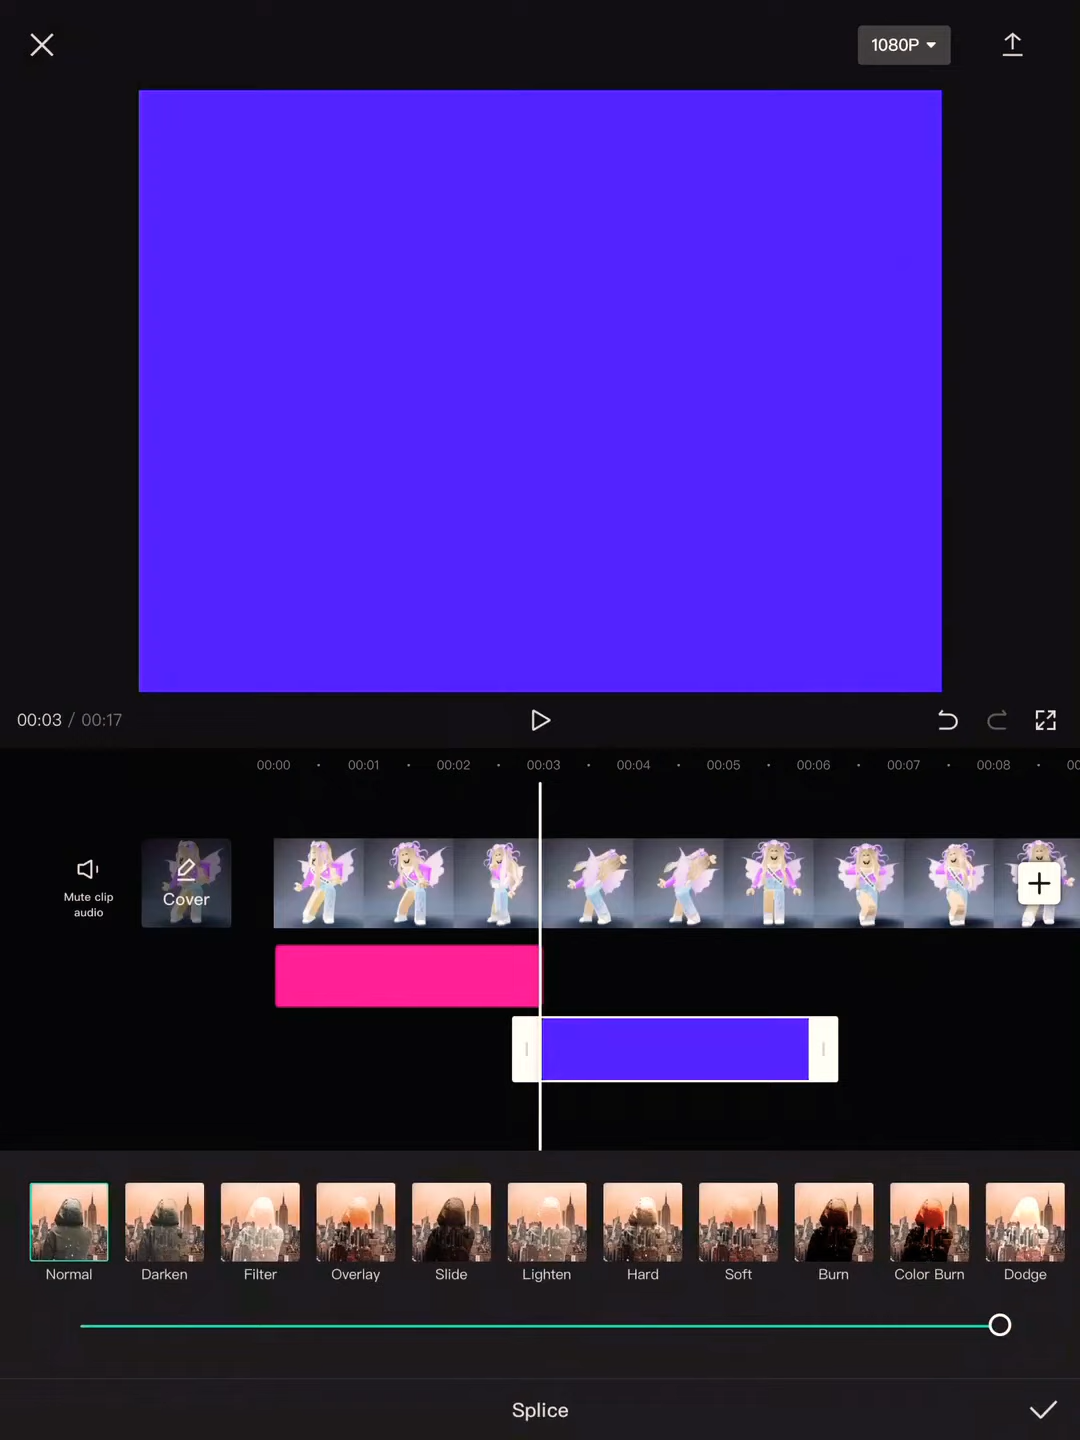 1080P
00:03 / 00:17
00:00 00:01 00:02 00:03 00:04 00:05 00:06 00:07 00:08 00
Mute clip
audio
Cover
Normal Darken Filter Overlay Slide Lighten Hard Soft Burn Color Burn Dodge
Splice